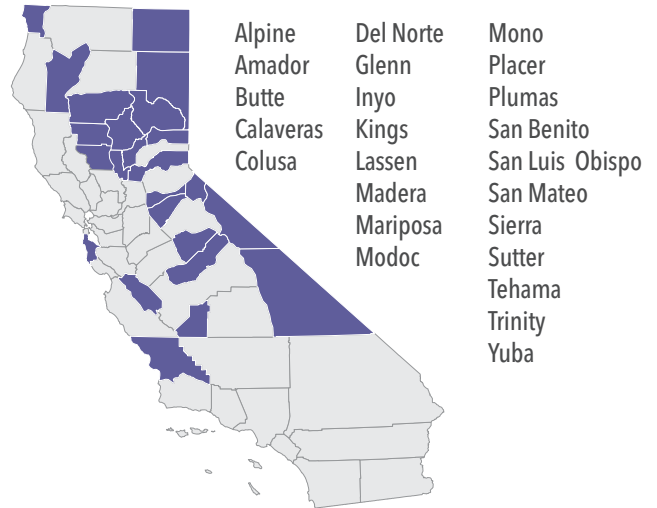 Alpine
Amador
Butte
Calaveras
Colusa
Del Norte
Glenn
Inyo
Kings
Lassen
Madera
Mariposa
Modoc
Mono
Placer
Plumas
San Benito
San Luis Obispo
San Mateo
Sierra
Sutter
Tehama
Trinity
Yuba